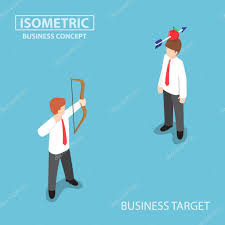 ISOMETRIC
BUSINESS CONCEPT
BUSINESS TARGET